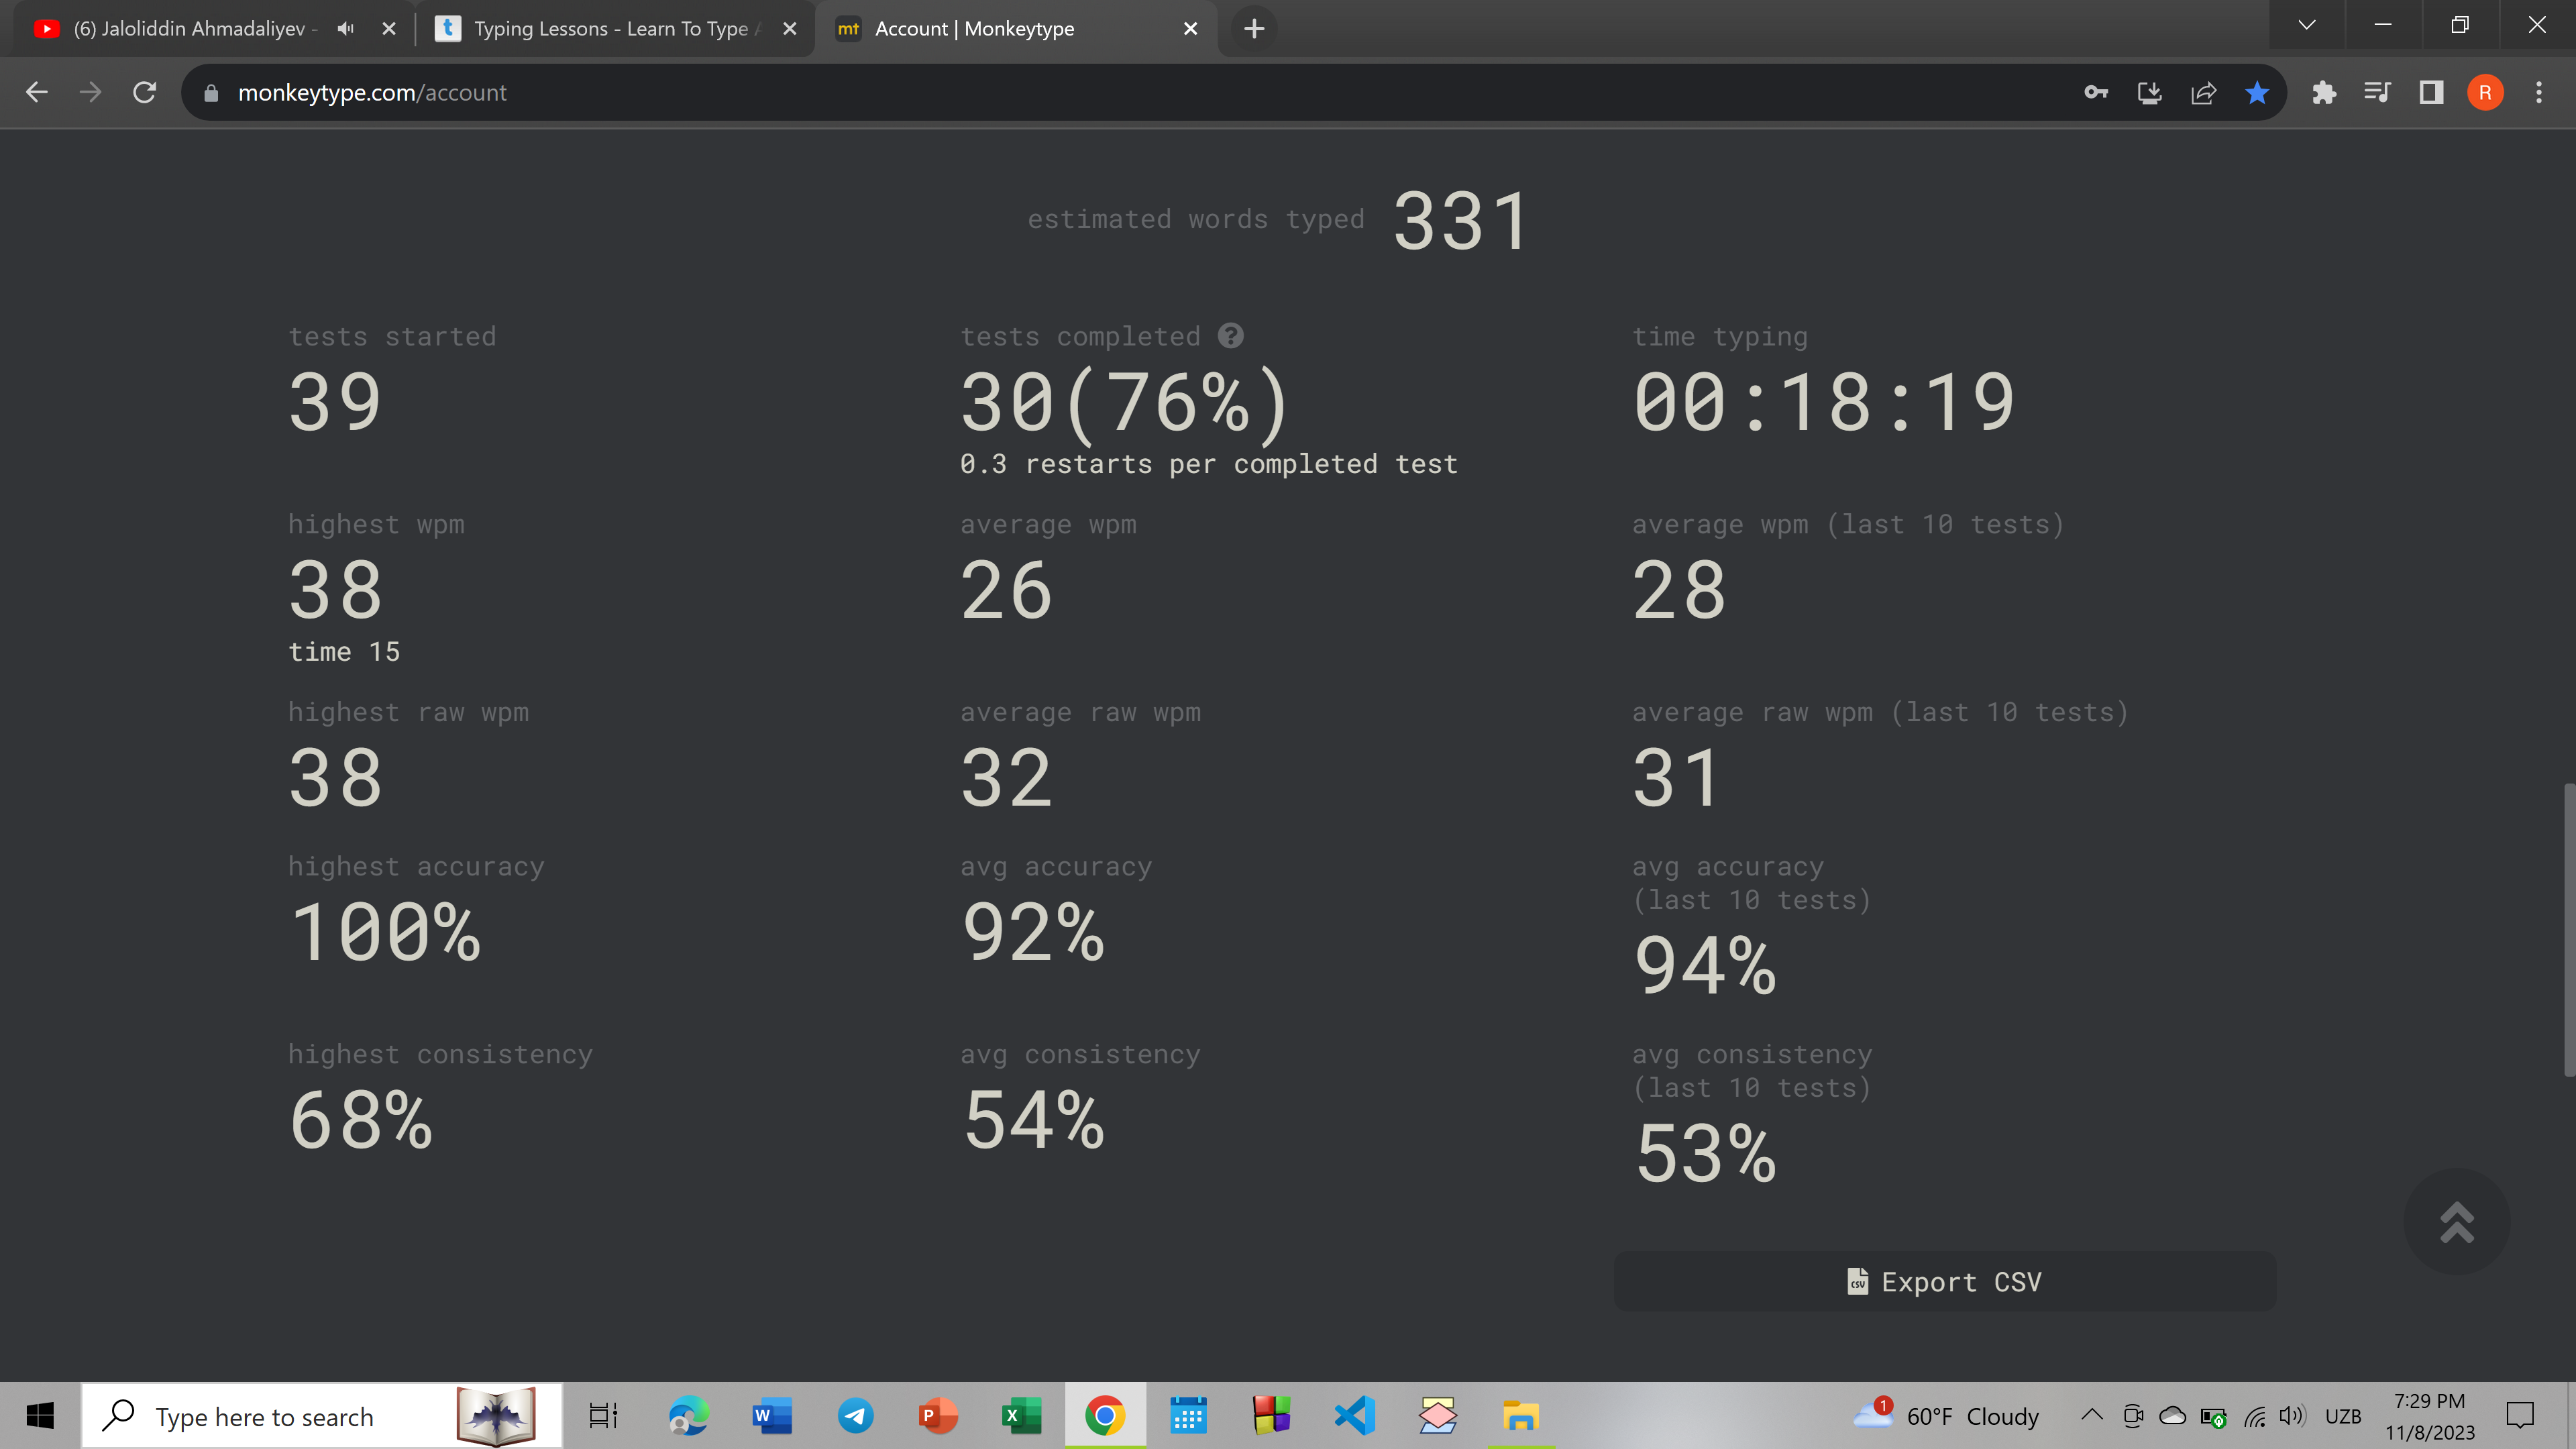 (6) Jaloliddin Ahmadaliyev -
Typing Lessons - Learn To Type
Account | Monkeytype
monkeytype.com/account
R
estimated words typed 331
tests started
39
tests completed ?
30(76%)
0.3 restarts per completed test
time typing
00:18:19
highest wpm
38
time 15
average wpm
26
average wpm (last 10 tests)
28
highest raw wpm
38
average raw wpm
32
average raw wpm (last 10 tests)
31
highest accuracy
100%
avg accuracy
92%
avg accuracy
(last 10 tests)
94%
highest consistency
68%
avg consistency
54%
avg consistency
(last 10 tests)
53%
CSV Export CSV
Type here to search
1
60°F Cloudy
UZB
7:29 PM
11/8/2023